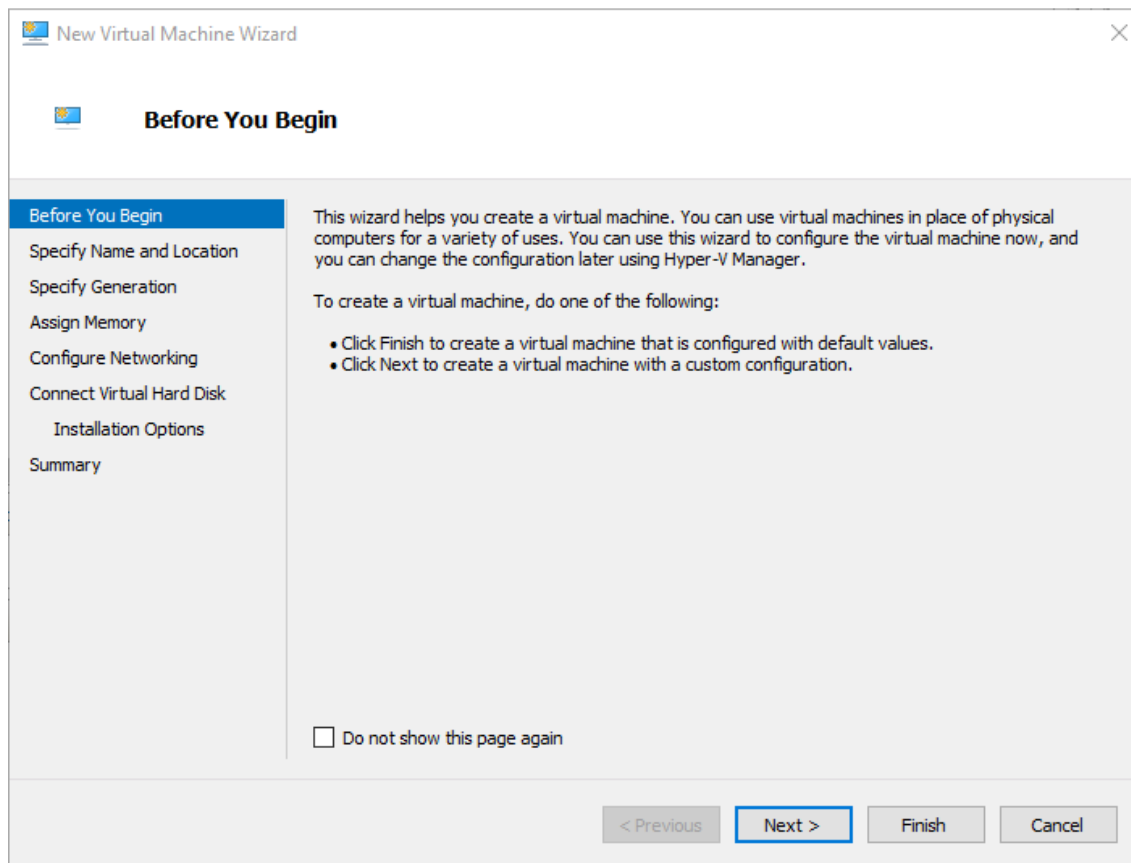 New Virtual Machine Wizard
Before You Begin
Before You Begin
Specify Name and Location
Specify Generation
Assign Memory
Configure Networking
Connect Virtual Hard Disk
Installation Options
Summary
This wizard helps you create a virtual machine. You can use virtual machines in place of physical
computers for a variety of uses. You can use this wizard to configure the virtual machine now, and
you can change the configuration later using Hyper-V Manager.
To create a virtual machine, do one of the following:
• Click Finish to create a virtual machine that is configured with default values.
• Click Next to create a virtual machine with a custom configuration.
Do not show this page again
< Previous
Next >
Finish
Cancel